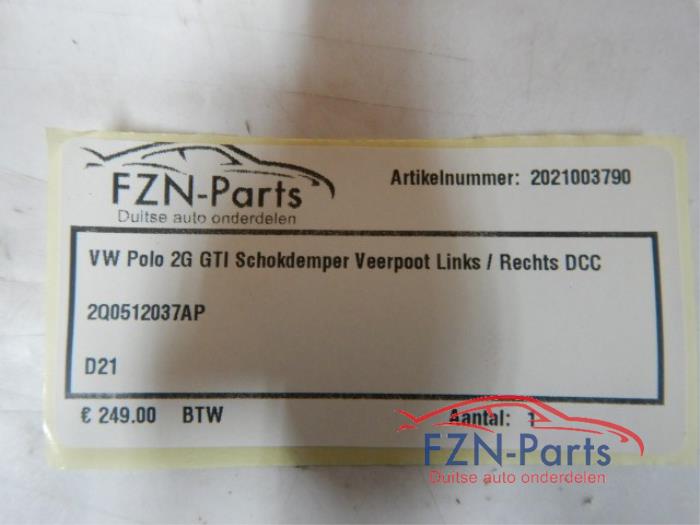 FZN-Parts
Duitse auto onderdelen
Artikelnummer: 2021003790
VW Polo 2G GTI Schokdemper Veerpoot Links / Rechts DCC
2Q0512037AP
D21
€ 249.00 BTW
Aantal: 1
FZN-Parts
Duitse auto onderdelen